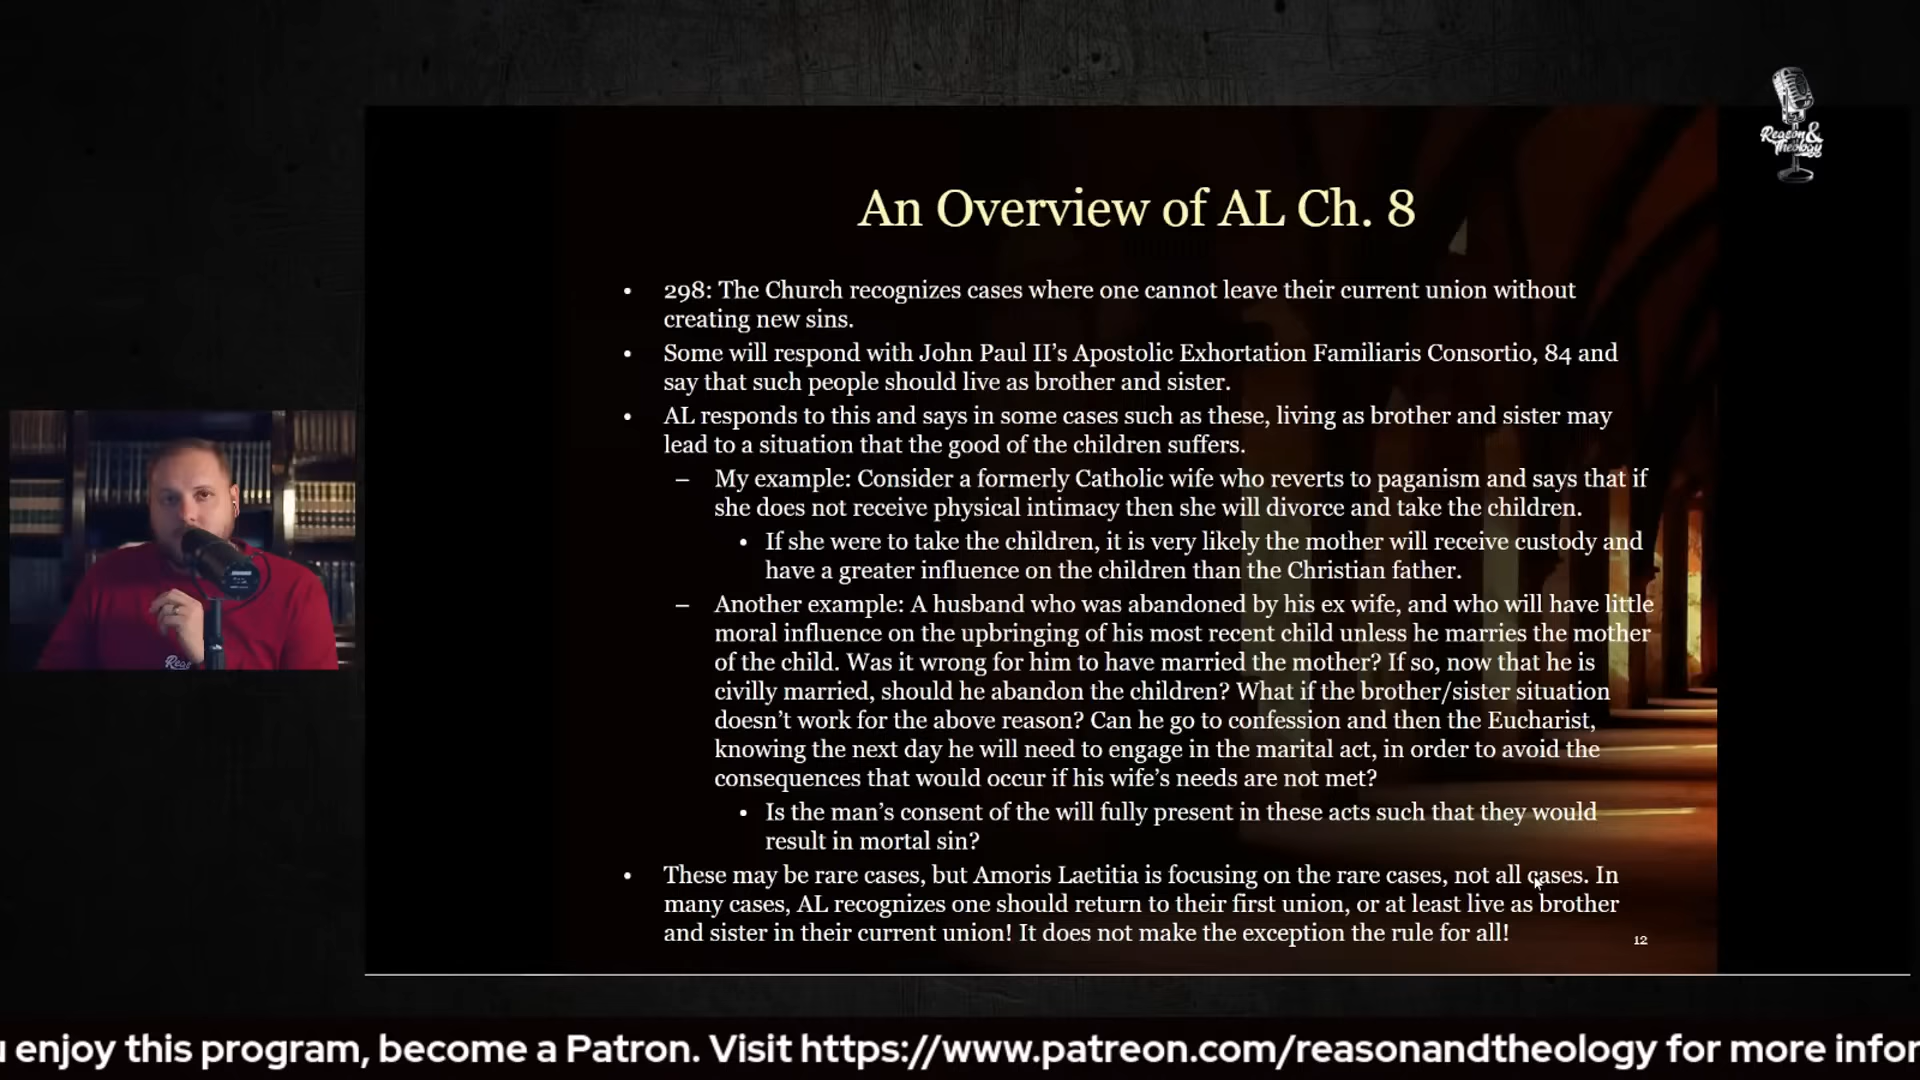 Reason &
Theology
An Overview of AL Ch. 8
• 298: The Church recognizes cases where one cannot leave their current union without
creating new sins.
• Some will respond with John Paul II's Apostolic Exhortation Familiaris Consortio, 84 and
say that such people should live as brother and sister.
• AL responds to this and says in some cases such as these, living as brother and sister may
lead to a situation that the good of the children suffers.
– My example: Consider a formerly Catholic wife who reverts to paganism and says that if
she does not receive physical intimacy then she will divorce and take the children.
• If she were to take the children, it is very likely the mother will receive custody and
have a greater influence on the children than the Christian father.
– Another example: A husband who was abandoned by his ex wife, and who will have little
moral influence on the upbringing of his most recent child unless he marries the mother
of the child. Was it wrong for him to have married the mother? If so, now that he is
civilly married, should he abandon the children? What if the brother/sister situation
doesn't work for the above reason? Can he go to confession and then the Eucharist,
knowing the next day he will need to engage in the marital act, in order to avoid the
consequences that would occur if his wife's needs are not met?
• Is the man's consent of the will fully present in these acts such that they would
result in mortal sin?
• These may be rare cases, but Amoris Laetitia is focusing on the rare cases, not all cases. In
many cases, AL recognizes one should return to their first union, or at least live as brother
and sister in their current union! It does not make the exception the rule for all!
12
u enjoy this program, become a Patron. Visit https://www.patreon.com/reasonandtheology for more infor